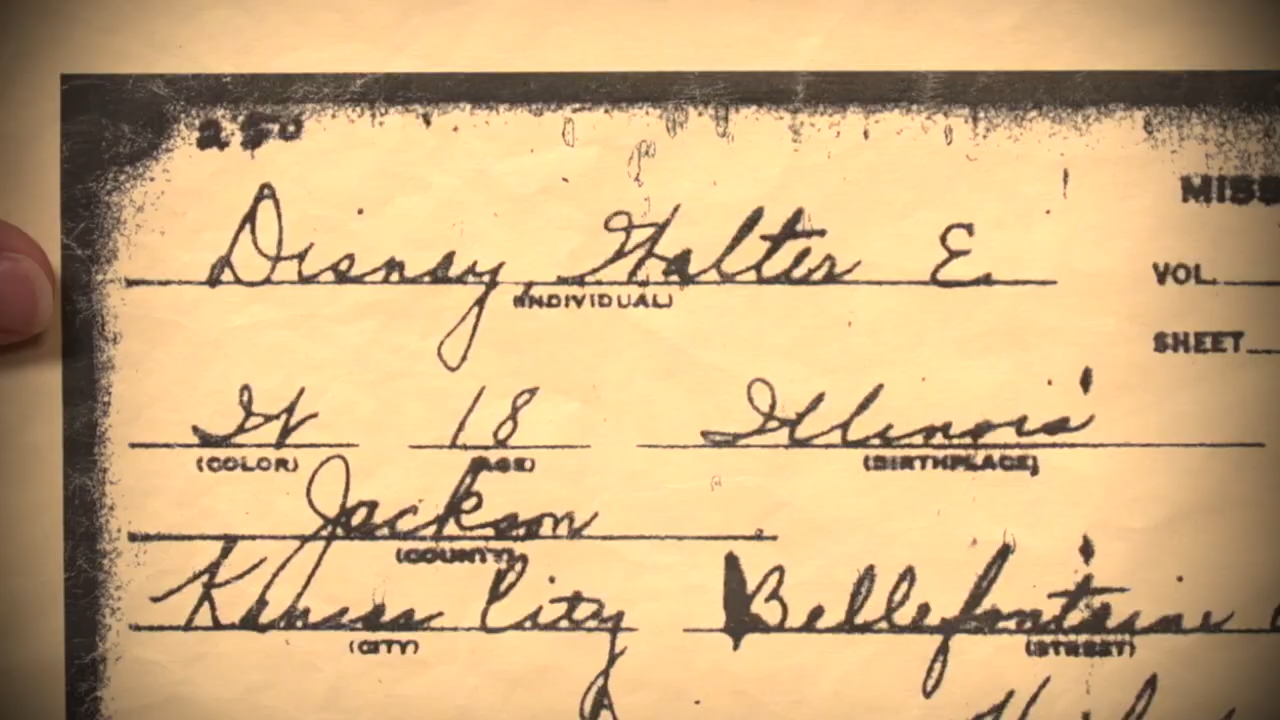 250
Disney, Walter E.
(INDIVIDUAL)
MISS
VOL.
SHEET
W 18 Illinois
(COLOR) (AGE) (BIRTHPLACE)
Jackson
(COUNTY)
Kansas City Bellefontaine
(CITY) (STREET)